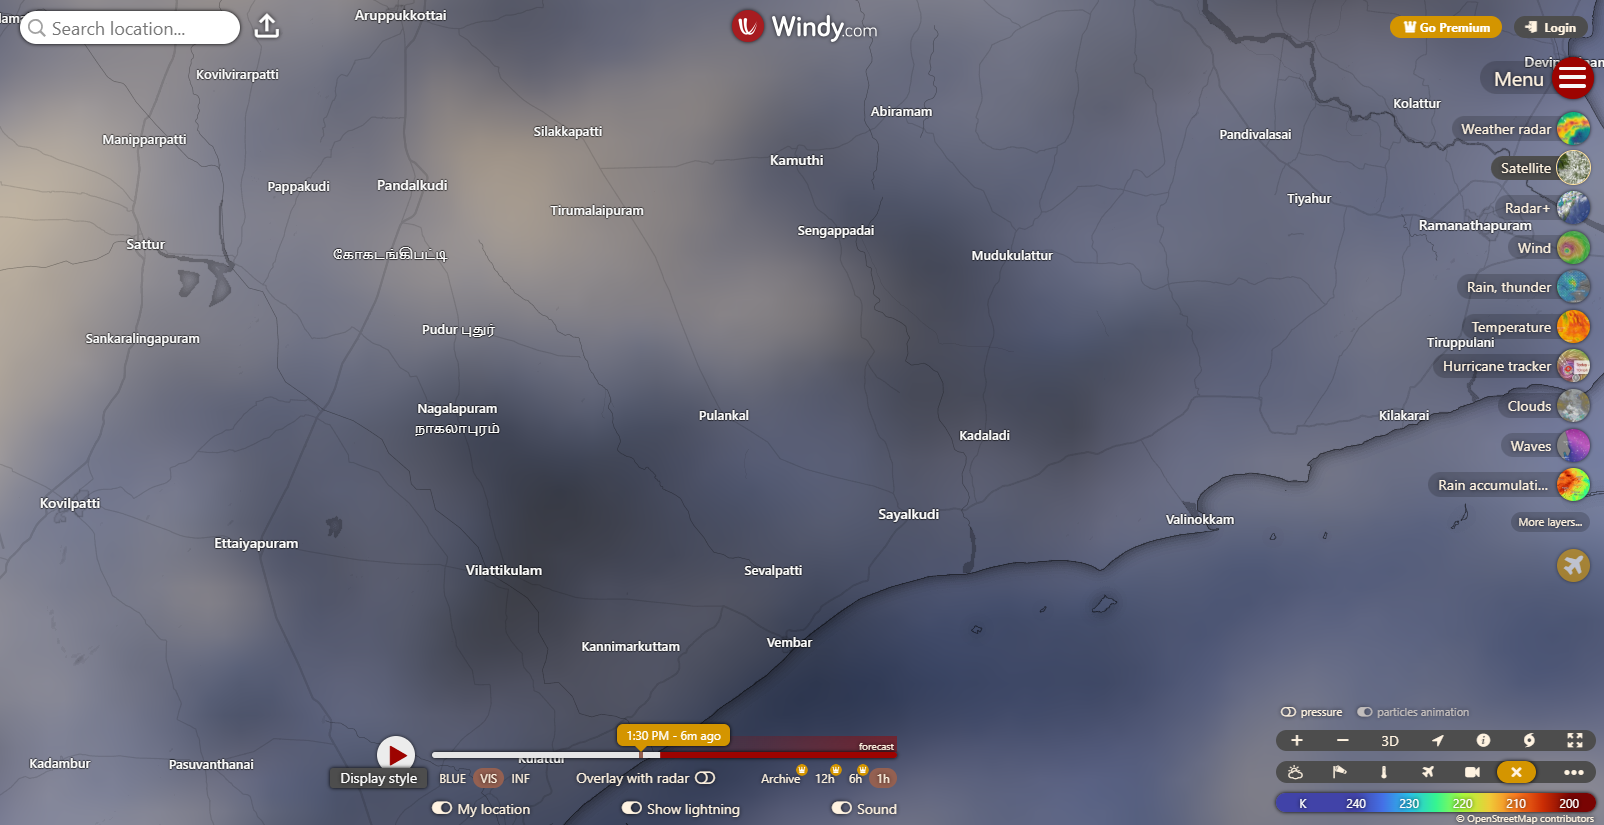 Search location...
Windy.com
Go Premium
Login
Menu
Aruppukkottai
Kovilvirarpatti
Manipparpatti
Silakkapatti
Abiramam
Kolattur
Pandivalasai
Weather radar
Kamuthi
Satellite
Pappakudi
Pandalkudi
Tirumalaipuram
Tiyahur
Radar+
Ramanathapuram
Sengappadai
Sattur
Wind
கோகடங்கிபட்டி
Mudukulattur
Rain, thunder
Pudur புதுர்
Temperature
Sankaralingapuram
Tiruppulani
Hurricane tracker
Nagalapuram
நாகலாபுரம்
Pulankal
Kilakarai
Clouds
Kadaladi
Waves
Rain accumulati...
Kovilpatti
Sayalkudi
Valinokkam
More layers...
Ettaiyapuram
Vilattikulam
Sevalpatti
Kannimarkuttam
Vembar
pressure
particles animation
1:30 PM - 6m ago
forecast
3D
Kadambur
Pasuvanthanai
Kulattur
Display style
BLUE VIS INF
Overlay with radar
Archive 12h 6h 1h
My location
Show lightning
Sound
K 240 230 220 210 200
© OpenStreetMap contributors